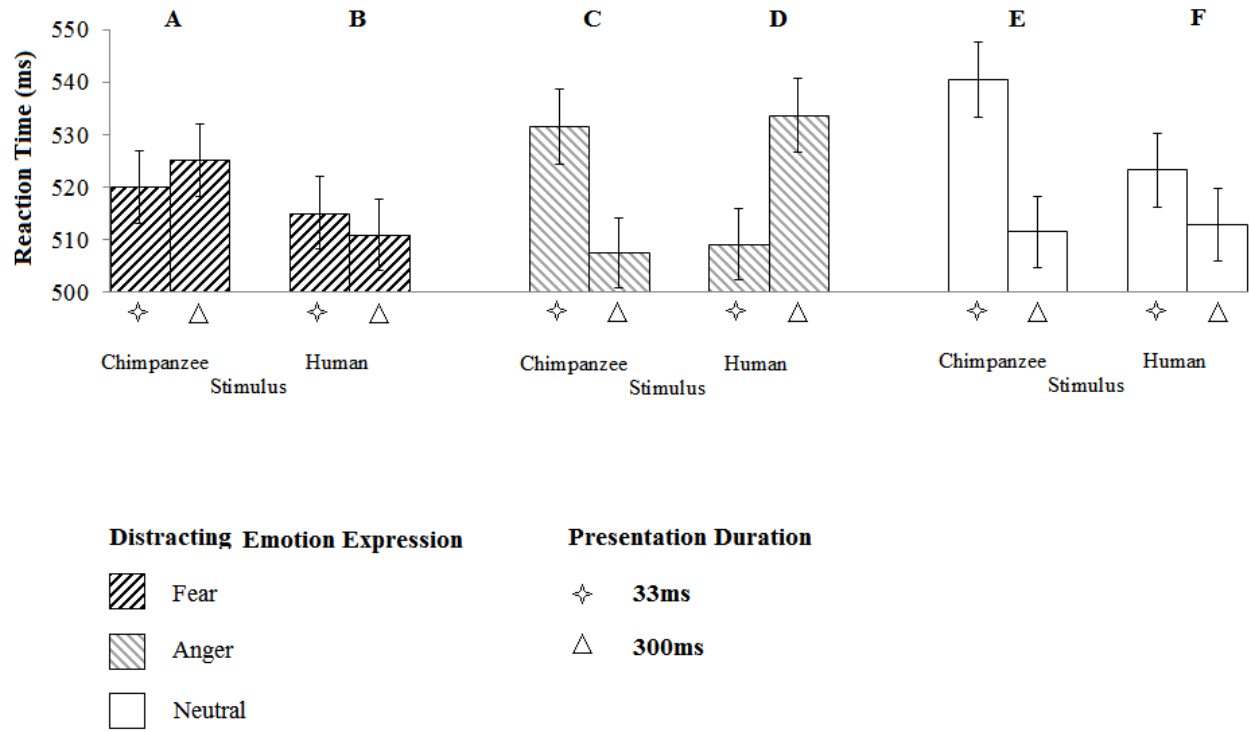 A B C D E F
Reaction Time (ms)
550
540
530
520
510
500
Chimpanzee Human Chimpanzee Human Chimpanzee Human
Stimulus Stimulus Stimulus
Distracting Emotion Expression
Fear
Anger
Neutral
Presentation Duration
33ms
300ms